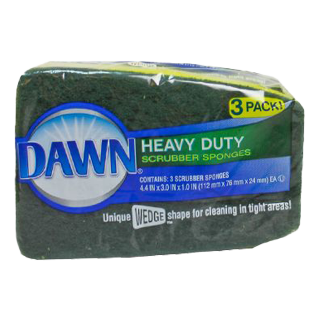 3 PACK!
DAWN
HEAVY DUTY
SCRUBBER SPONGES
CONTAINS: 3 SCRUBBER SPONGES
4.4 IN x 3.0 IN x 1.0 IN (112 mm x 76 mm x 24 mm) EA
Unique WEDGE shape for cleaning in tight areas!